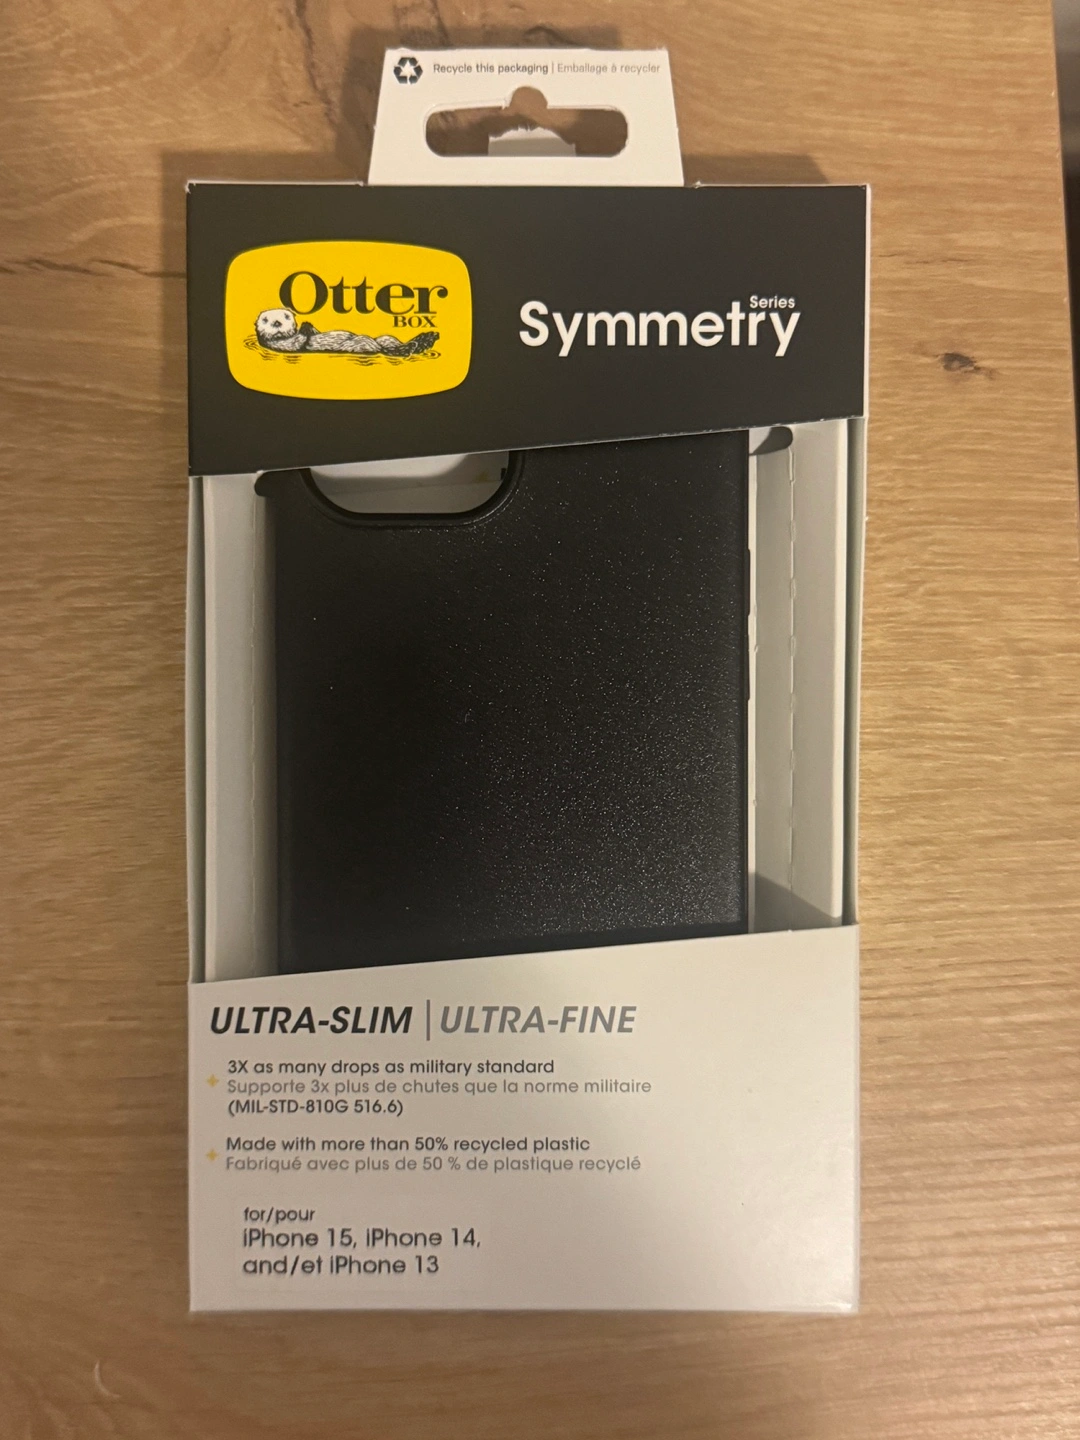 Recycle this packaging | Emballage à recycler
Otter
BOX
Symmetry Series
ULTRA-SLIM | ULTRA-FINE
3X as many drops as military standard
Supporte 3x plus de chutes que la norme militaire
(MIL-STD-810G 516.6)
Made with more than 50% recycled plastic
Fabriqué avec plus de 50 % de plastique recyclé
for/pour
iPhone 15, iPhone 14,
and/et iPhone 13